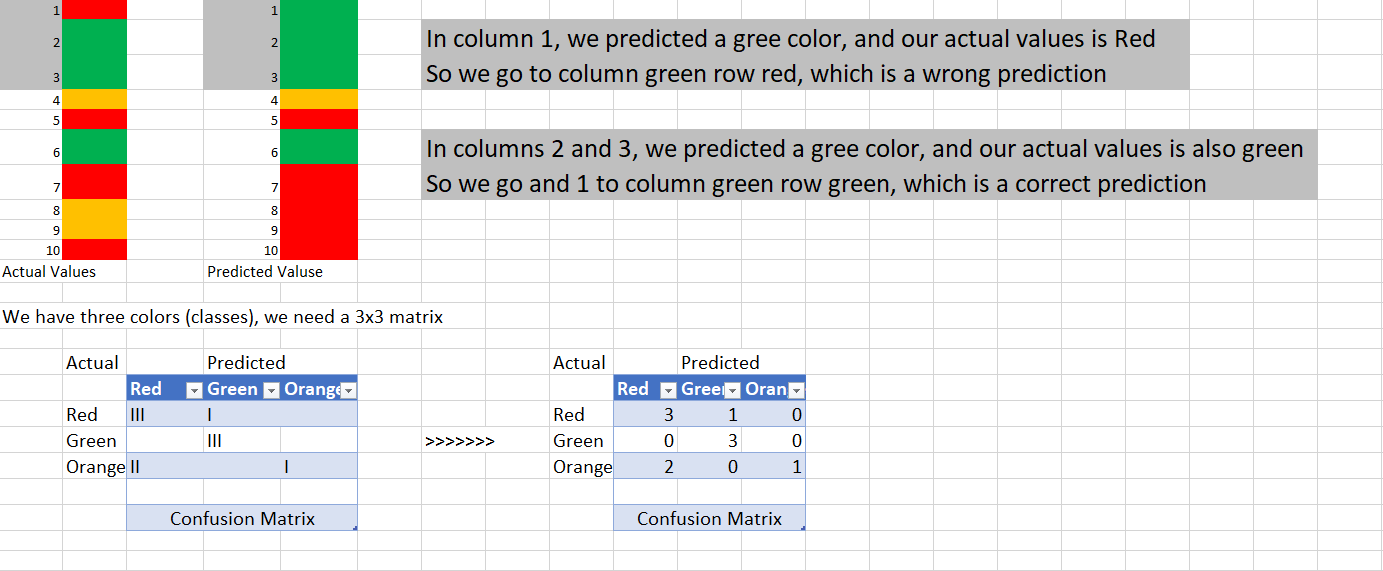 1 1
2 2 In column 1, we predicted a gree color, and our actual values is Red
3 3 So we go to column green row red, which is a wrong prediction
4 4
5 5
6 6 In columns 2 and 3, we predicted a gree color, and our actual values is also green
7 7 So we go and 1 to column green row green, which is a correct prediction
8 8
9 9
10 10
Actual Values Predicted Valuse
We have three colors (classes), we need a 3x3 matrix
Actual Predicted Actual Predicted
Red Green Orange Red Green Oran
Red III I Red 3 1 0
Green III >>>>>>> Green 0 3 0
Orange II I Orange 2 0 1
Confusion Matrix Confusion Matrix